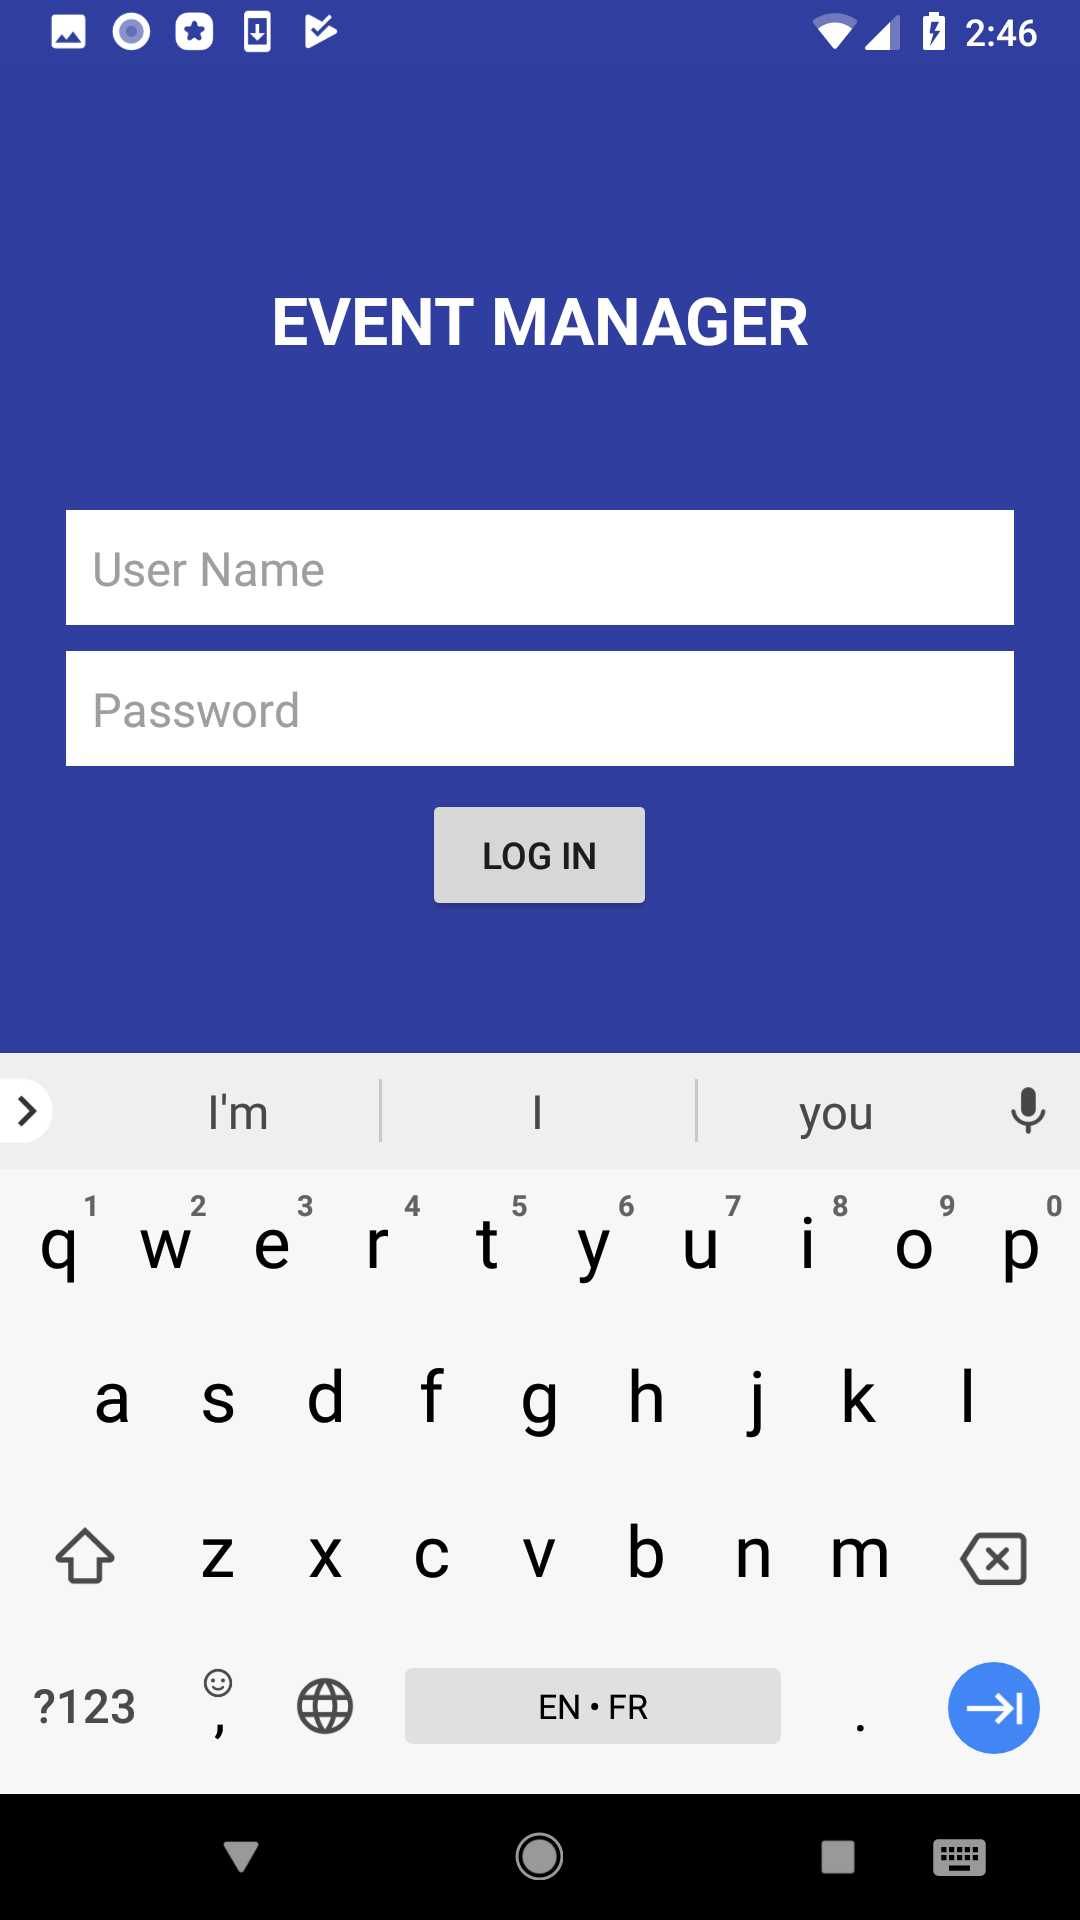 2:46
EVENT MANAGER
User Name
Password
LOG IN
I'm I you
1 2 3 4 5 6 7 8 9 0
q w e r t y u i o p
a s d f g h j k l
z x c v b n m
?123 , EN • FR .